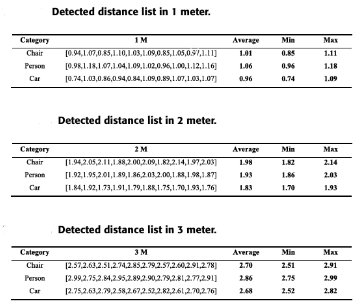 Detected distance list in 1 meter.
Category 1 M Average Min Max
Chair [0.94,1.07,0.85,1.10,1.03,1.09,0.85,1.05,0.97,1.11] 1.01 0.85 1.11
Person [0.98,1.18,1.07,1.04,1.09,1.02,0.96,1.00,1.12,1.16] 1.06 0.96 1.18
Car [0.74,1.03,0.86,0.94,0.84,1.09,0.89,1.07,1.03,1.07] 0.96 0.74 1.09
Detected distance list in 2 meter.
Category 2 M Average Min Max
Chair [1.94,2.05,2.11,1.88,2.00,2.09,1.82,2.14,1.97,2.03] 1.98 1.82 2.14
Person [1.92,1.95,2.01,1.89,1.86,2.03,2.00,1.88,1.98,1.87] 1.93 1.86 2.03
Car [1.84,1.92,1.73,1.91,1.79,1.88,1.75,1.70,1.93,1.76] 1.83 1.70 1.93
Detected distance list in 3 meter.
Category 3 M Average Min Max
Chair [2.57,2.63,2.51,2.74,2.85,2.79,2.57,2.60,2.91,2.78] 2.70 2.51 2.91
Person [2.99,2.75,2.84,2.95,2.89,2.90,2.79,2.81,2.77,2.91] 2.86 2.75 2.99
Car [2.75,2.63,2.79,2.58,2.67,2.52,2.82,2.61,2.70,2.76] 2.68 2.52 2.82